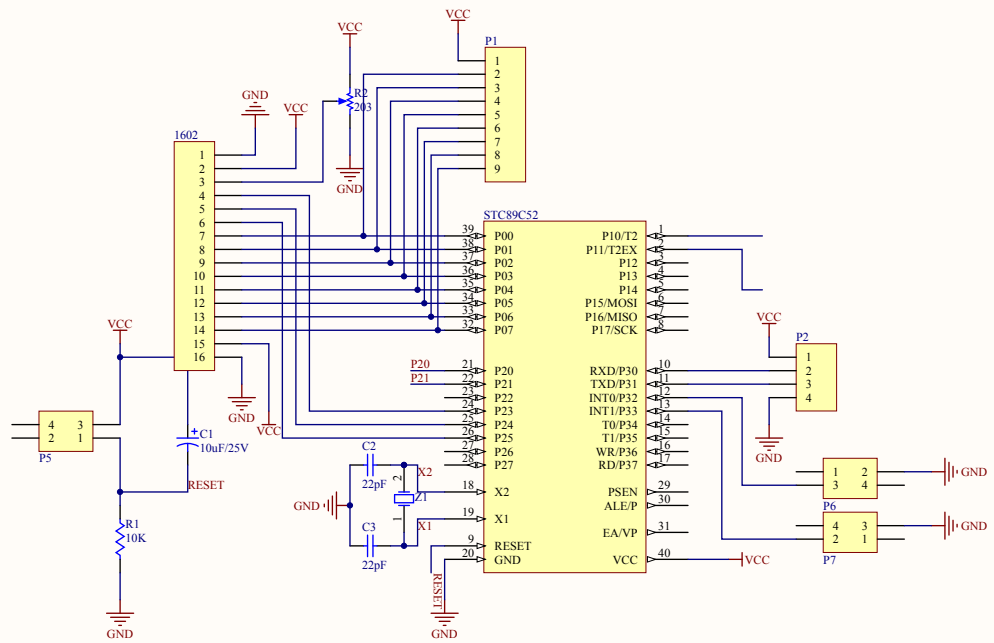 VCC
P1
1
2
3
4
5
6
7
8
9
VCC
R2
203
GND
GND
VCC
1602
1
2
3
4
5
6
7
8
9
10
11
12
13
14
15
16
GND
VCC
STC89C52
39 P00
38 P01
37 P02
36 P03
35 P04
34 P05
33 P06
32 P07
P20 21 P20
P21 22 P21
23 P22
24 P23
25 P24
26 P25
27 P26
28 P27
18 X2
19 X1
9 RESET
20 GND
P10/T2 1
P11/T2EX 2
P12 3
P13 4
P14 5
P15/MOSI 6
P16/MISO 7
P17/SCK 8
RXD/P30 10
TXD/P31 11
INT0/P32 12
INT1/P33 13
T0/P34 14
T1/P35 15
WR/P36 16
RD/P37 17
PSEN 29
ALE/P 30
EA/VP 31
VCC 40
VCC
VCC
P2
1
2
3
4
GND
1 2
3 4
P6
GND
4 3
2 1
P7
GND
VCC
4 3
2 1
P5
C1
+
10uF/25V
RESET
R1
10K
GND
C2
22pF
X2
2
Z1
1
X1
GND
C3
22pF
RESET
GND